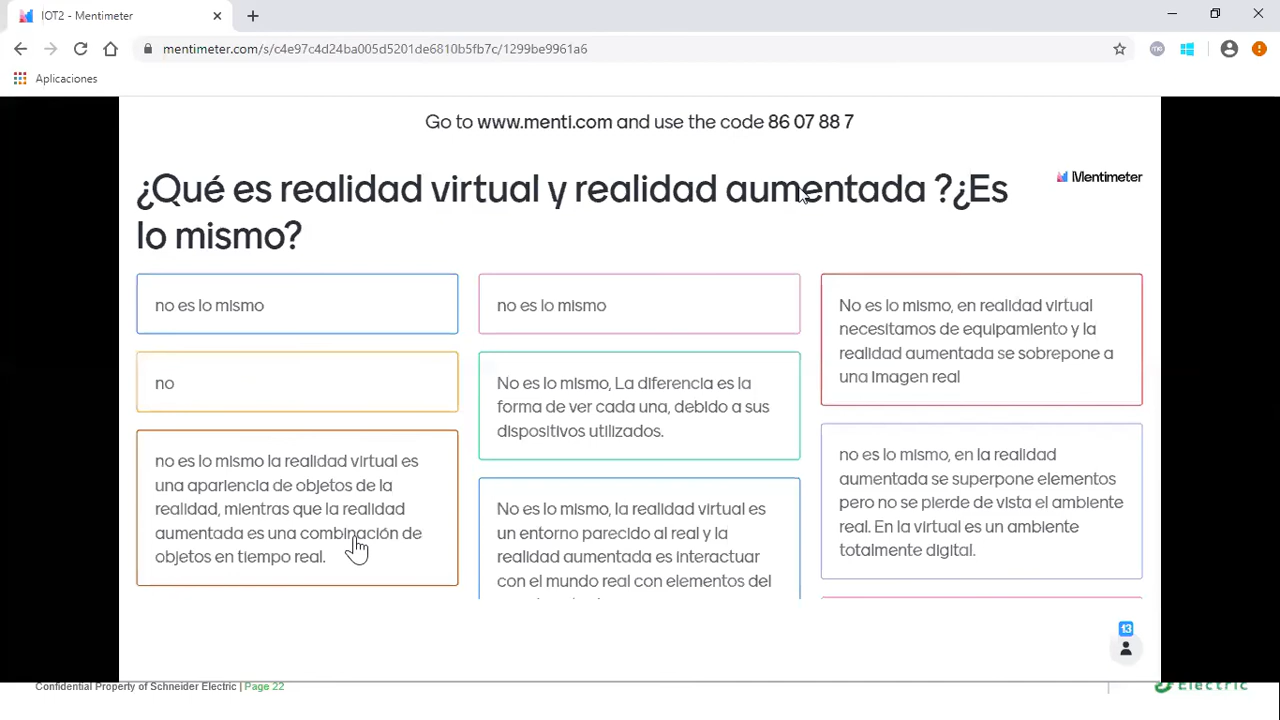 IOT2 - Mentimeter
mentimeter.com/s/c4e97c4d24ba005d5201de6810b5fb7c/1299be9961a6
Aplicaciones
Go to www.menti.com and use the code 86 07 88 7
¿Qué es realidad virtual y realidad aumentada ?¿Es
lo mismo?
Mentimeter
no es lo mismo
no
no es lo mismo la realidad virtual es
una apariencia de objetos de la
realidad, mientras que la realidad
aumentada es una combinación de
objetos en tiempo real.
no es lo mismo
No es lo mismo, La diferencia es la
forma de ver cada una, debido a sus
dispositivos utilizados.
No es lo mismo, la realidad virtual es
un entorno parecido al real y la
realidad aumentada es interactuar
con el mundo real con elementos del
No es lo mismo, en realidad virtual
necesitamos de equipamiento y la
realidad aumentada se sobrepone a
una imagen real
no es lo mismo, en la realidad
aumentada se superpone elementos
pero no se pierde de vista el ambiente
real. En la virtual es un ambiente
totalmente digital.
13
Confidential Property of Schneider Electric | Page 22
Electric